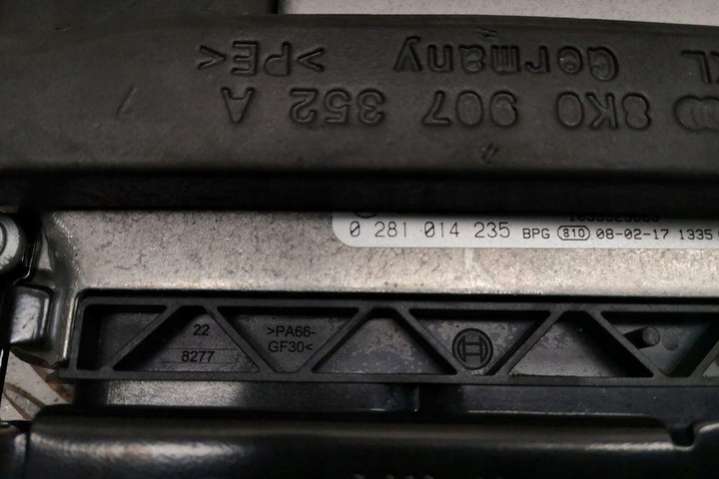 8K0 907 352 A
Germany >PE<
0 281 014 235 BPG 810 08-02-17 1335
22
8277
>PA66-
GF30<